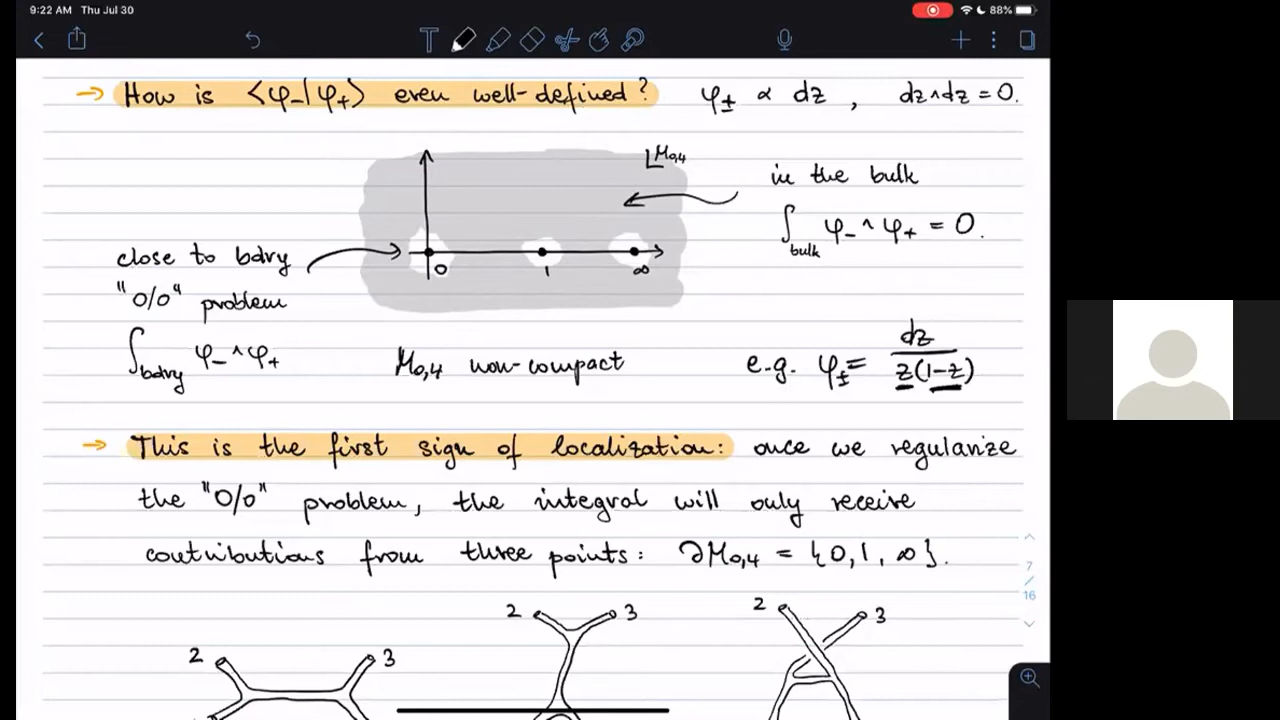 9:22 AM Thu Jul 30
88%
→ How is ⟨φ₋|φ₊⟩ even well-defined? φ± ∝ dz , dz∧dz = 0.
M₀,₄
in the bulk
∫bulk φ₋ ∧ φ₊ = 0.
close to bdry
"0/0" problem
0 1 ∞
∫bdry φ₋ ∧ φ₊
M₀,₄ non-compact
e.g. φ± = dz / z(1-z)
→ This is the first sign of localization: once we regularize
the "0/0" problem, the integral will only receive
contributions from three points: ∂M₀,₄ = {0, 1, ∞}.
7
/
16
2 3
2 3
2 3